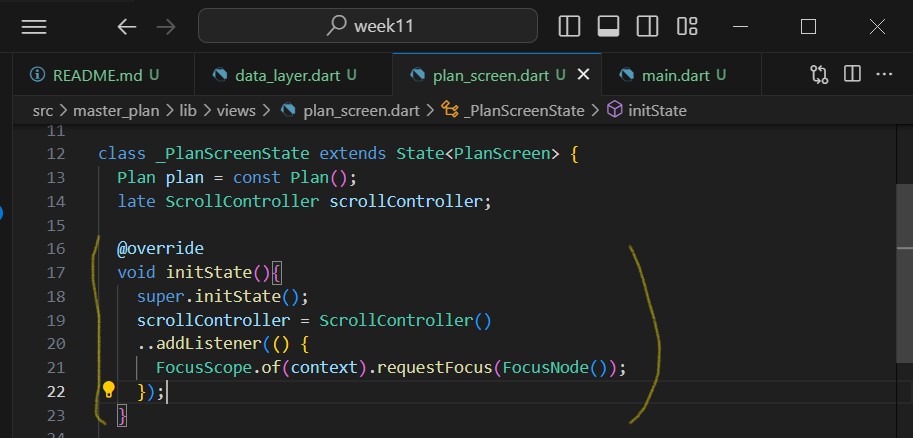 week11
README.md U
data_layer.dart U
plan_screen.dart U
main.dart U
src > master_plan > lib > views > plan_screen.dart > _PlanScreenState > initState
11
12 class _PlanScreenState extends State<PlanScreen> {
13 Plan plan = const Plan();
14 late ScrollController scrollController;
15
16 @override
17 void initState(){
18 super.initState();
19 scrollController = ScrollController()
20 ..addListener(() {
21 FocusScope.of(context).requestFocus(FocusNode());
22 });
23 }
24